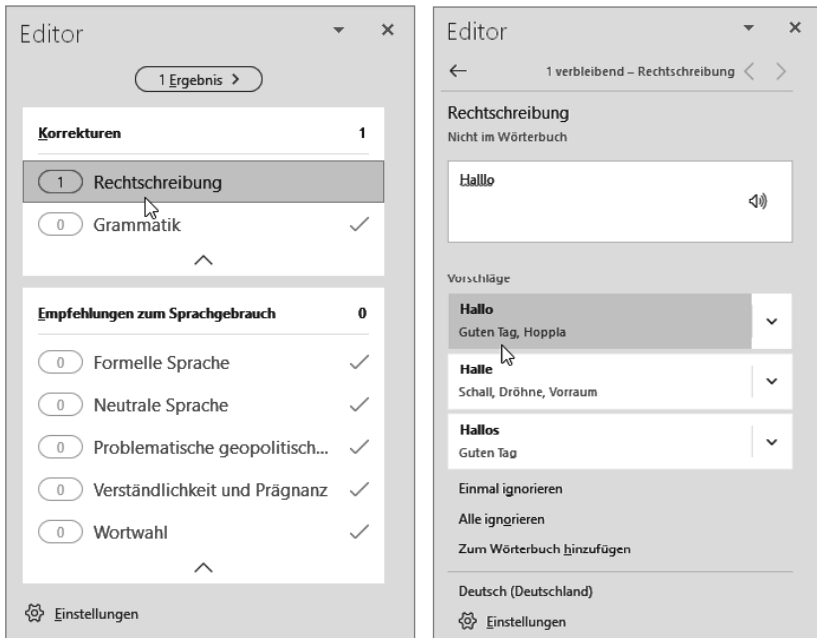 Editor
1 Ergebnis >
Korrekturen 1
1 Rechtschreibung
0 Grammatik
Empfehlungen zum Sprachgebrauch 0
0 Formelle Sprache
0 Neutrale Sprache
0 Problematische geopolitisch...
0 Verständlichkeit und Prägnanz
0 Wortwahl
Einstellungen
Editor
1 verbleibend – Rechtschreibung
Rechtschreibung
Nicht im Wörterbuch
Halllo
Vorschläge
Hallo
Guten Tag, Hoppla
Halle
Schall, Dröhne, Vorraum
Hallos
Guten Tag
Einmal ignorieren
Alle ignorieren
Zum Wörterbuch hinzufügen
Deutsch (Deutschland)
Einstellungen